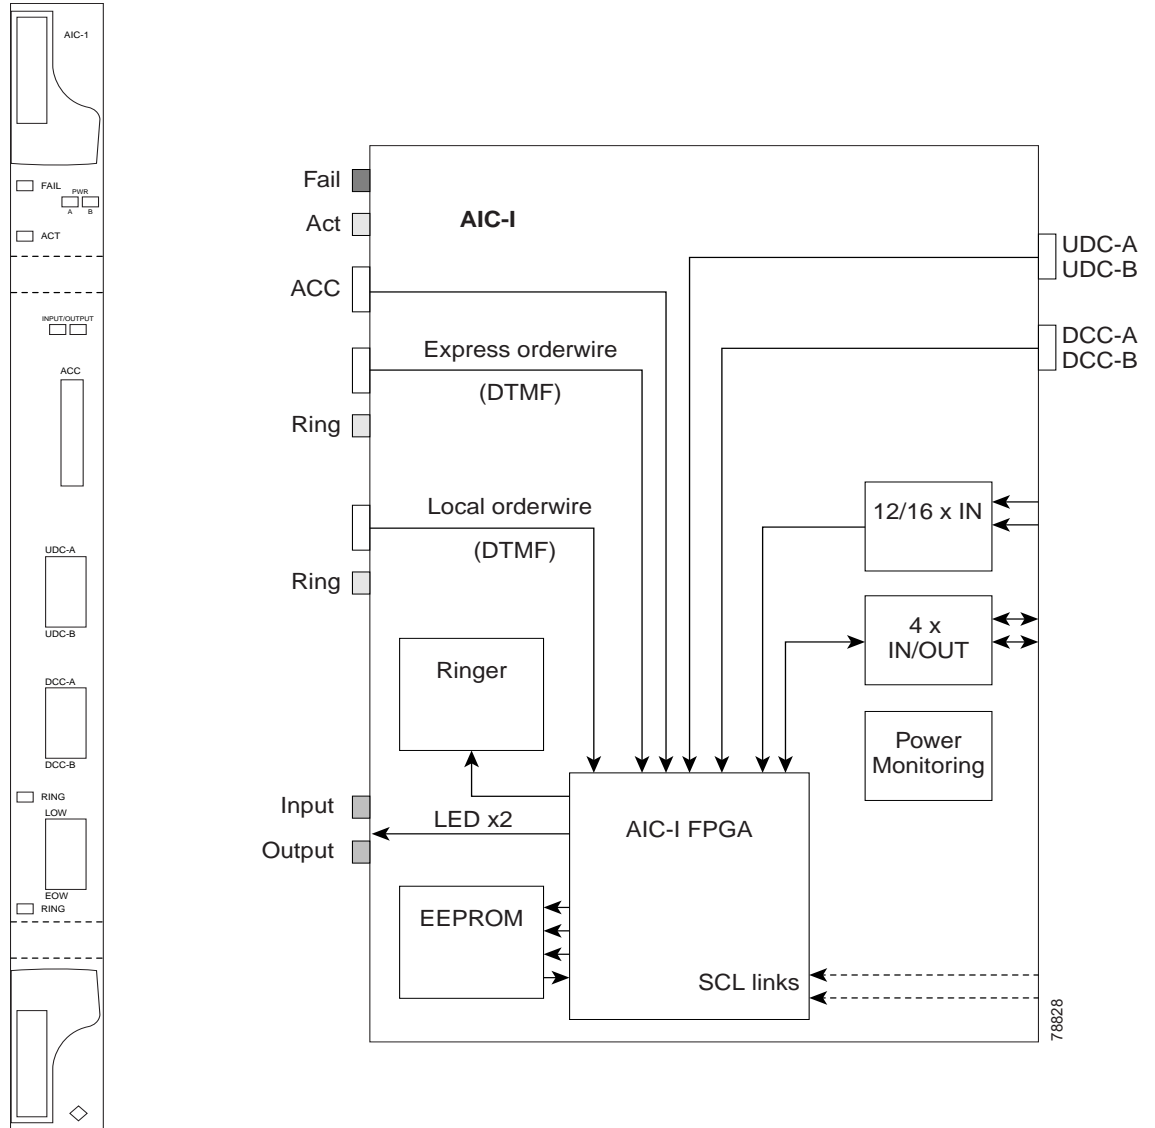 AIC-1
FAIL
PWR
A B
ACT
INPUT/OUTPUT
ACC
UDC-A
UDC-B
DCC-A
DCC-B
RING
LOW
EOW
RING
Fail
Act
AIC-I
ACC
UDC-A
UDC-B
Express orderwire
(DTMF)
DCC-A
DCC-B
Ring
Local orderwire
(DTMF)
12/16 x IN
Ring
4 x
IN/OUT
Ringer
Power
Monitoring
Input
LED x2
AIC-I FPGA
Output
EEPROM
SCL links
78828